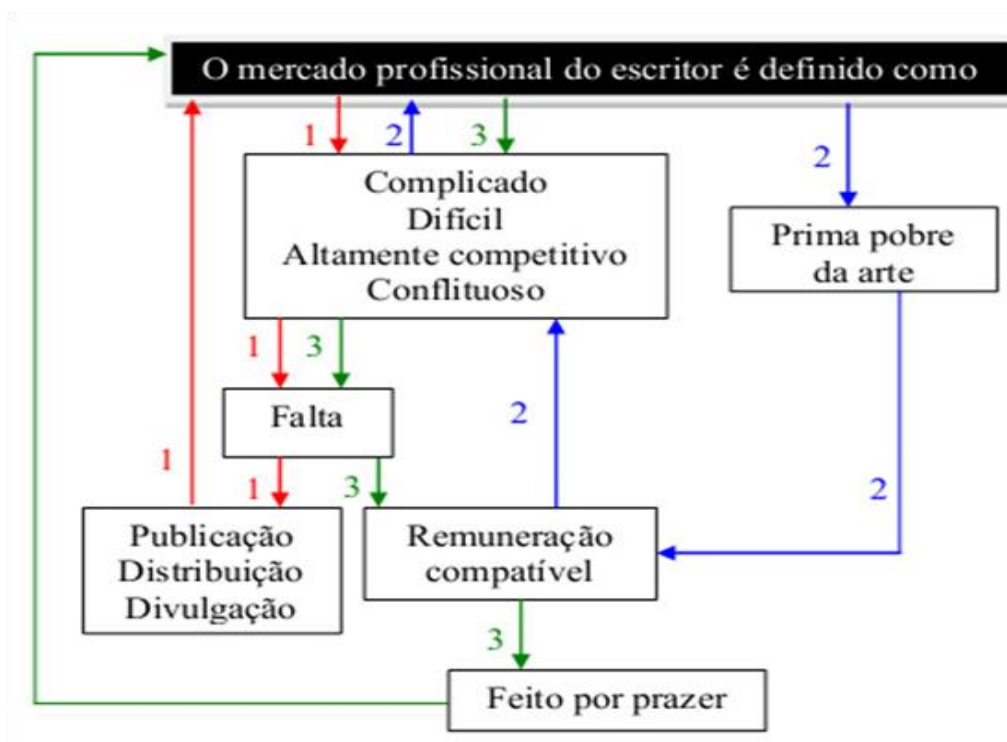 O mercado profissional do escritor é definido como
1
2
3
2
Complicado
Difícil
Altamente competitivo
Conflituoso
Prima pobre
da arte
1
3
Falta
2
1
1
3
2
Publicação
Distribuição
Divulgação
Remuneração
compatível
3
Feito por prazer